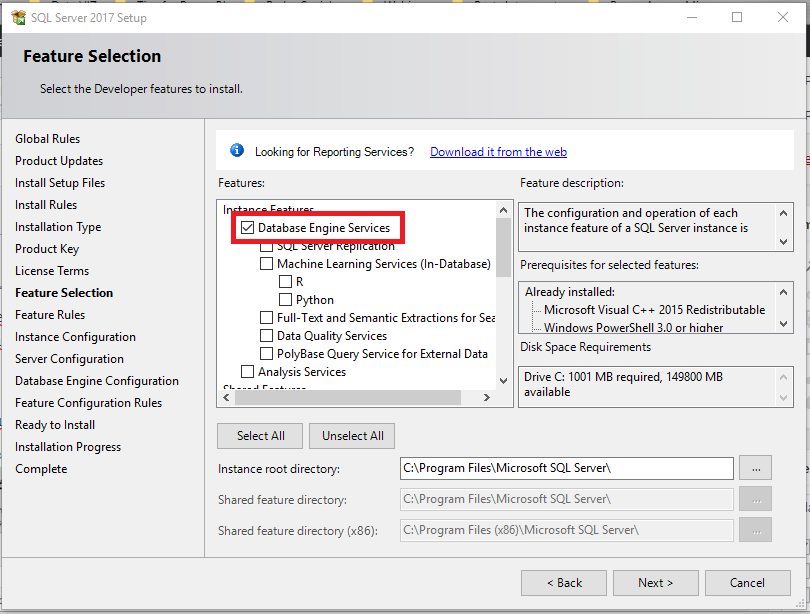 SQL Server 2017 Setup
Feature Selection
Select the Developer features to install.
Global Rules
Product Updates
Install Setup Files
Install Rules
Installation Type
Product Key
License Terms
Feature Selection
Feature Rules
Instance Configuration
Server Configuration
Database Engine Configuration
Feature Configuration Rules
Ready to Install
Installation Progress
Complete
Looking for Reporting Services? Download it from the web
Features:
Instance Features
Database Engine Services
SQL Server Replication
Machine Learning Services (In-Database)
R
Python
Full-Text and Semantic Extractions for Sea
Data Quality Services
PolyBase Query Service for External Data
Analysis Services
Shared Features
Feature description:
The configuration and operation of each
instance feature of a SQL Server instance is
Prerequisites for selected features:
Already installed:
Microsoft Visual C++ 2015 Redistributable
Windows PowerShell 3.0 or higher
Disk Space Requirements
Drive C: 1001 MB required, 149800 MB
available
Select All
Unselect All
Instance root directory: C:\Program Files\Microsoft SQL Server\ ...
Shared feature directory: C:\Program Files\Microsoft SQL Server\ ...
Shared feature directory (x86): C:\Program Files (x86)\Microsoft SQL Server\ ...
< Back
Next >
Cancel